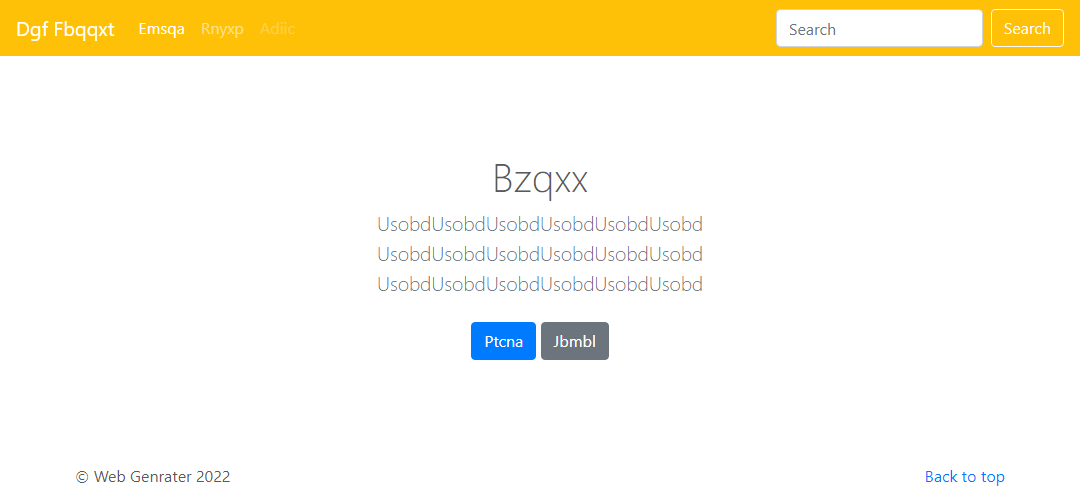 Dgf Fbqqxt Emsqa Rnyxp Adiic Search Search
Bzqxx
UsobdUsobdUsobdUsobdUsobdUsobd
UsobdUsobdUsobdUsobdUsobdUsobd
UsobdUsobdUsobdUsobdUsobdUsobd
Ptcna Jbmbl
© Web Genrater 2022 Back to top